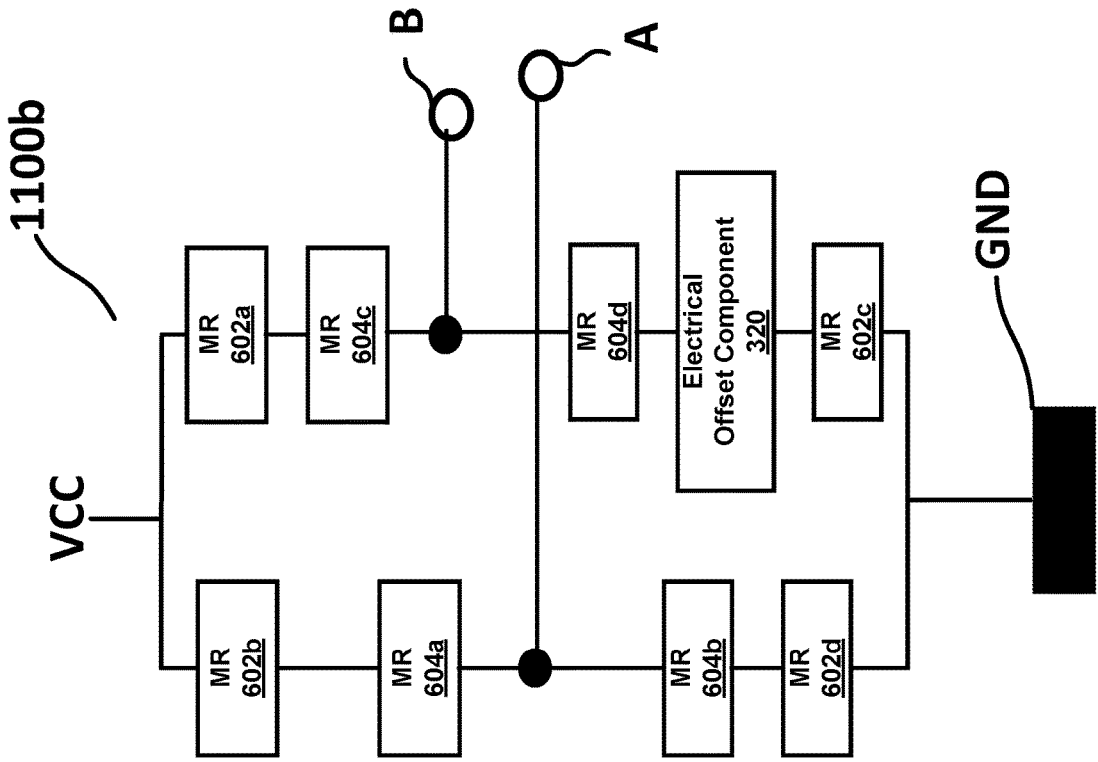 1100b
VCC
B
A
MR
602a
MR
604c
MR
604d
Electrical
Offset Component
320
MR
602c
MR
602b
MR
604a
MR
604b
MR
602d
GND